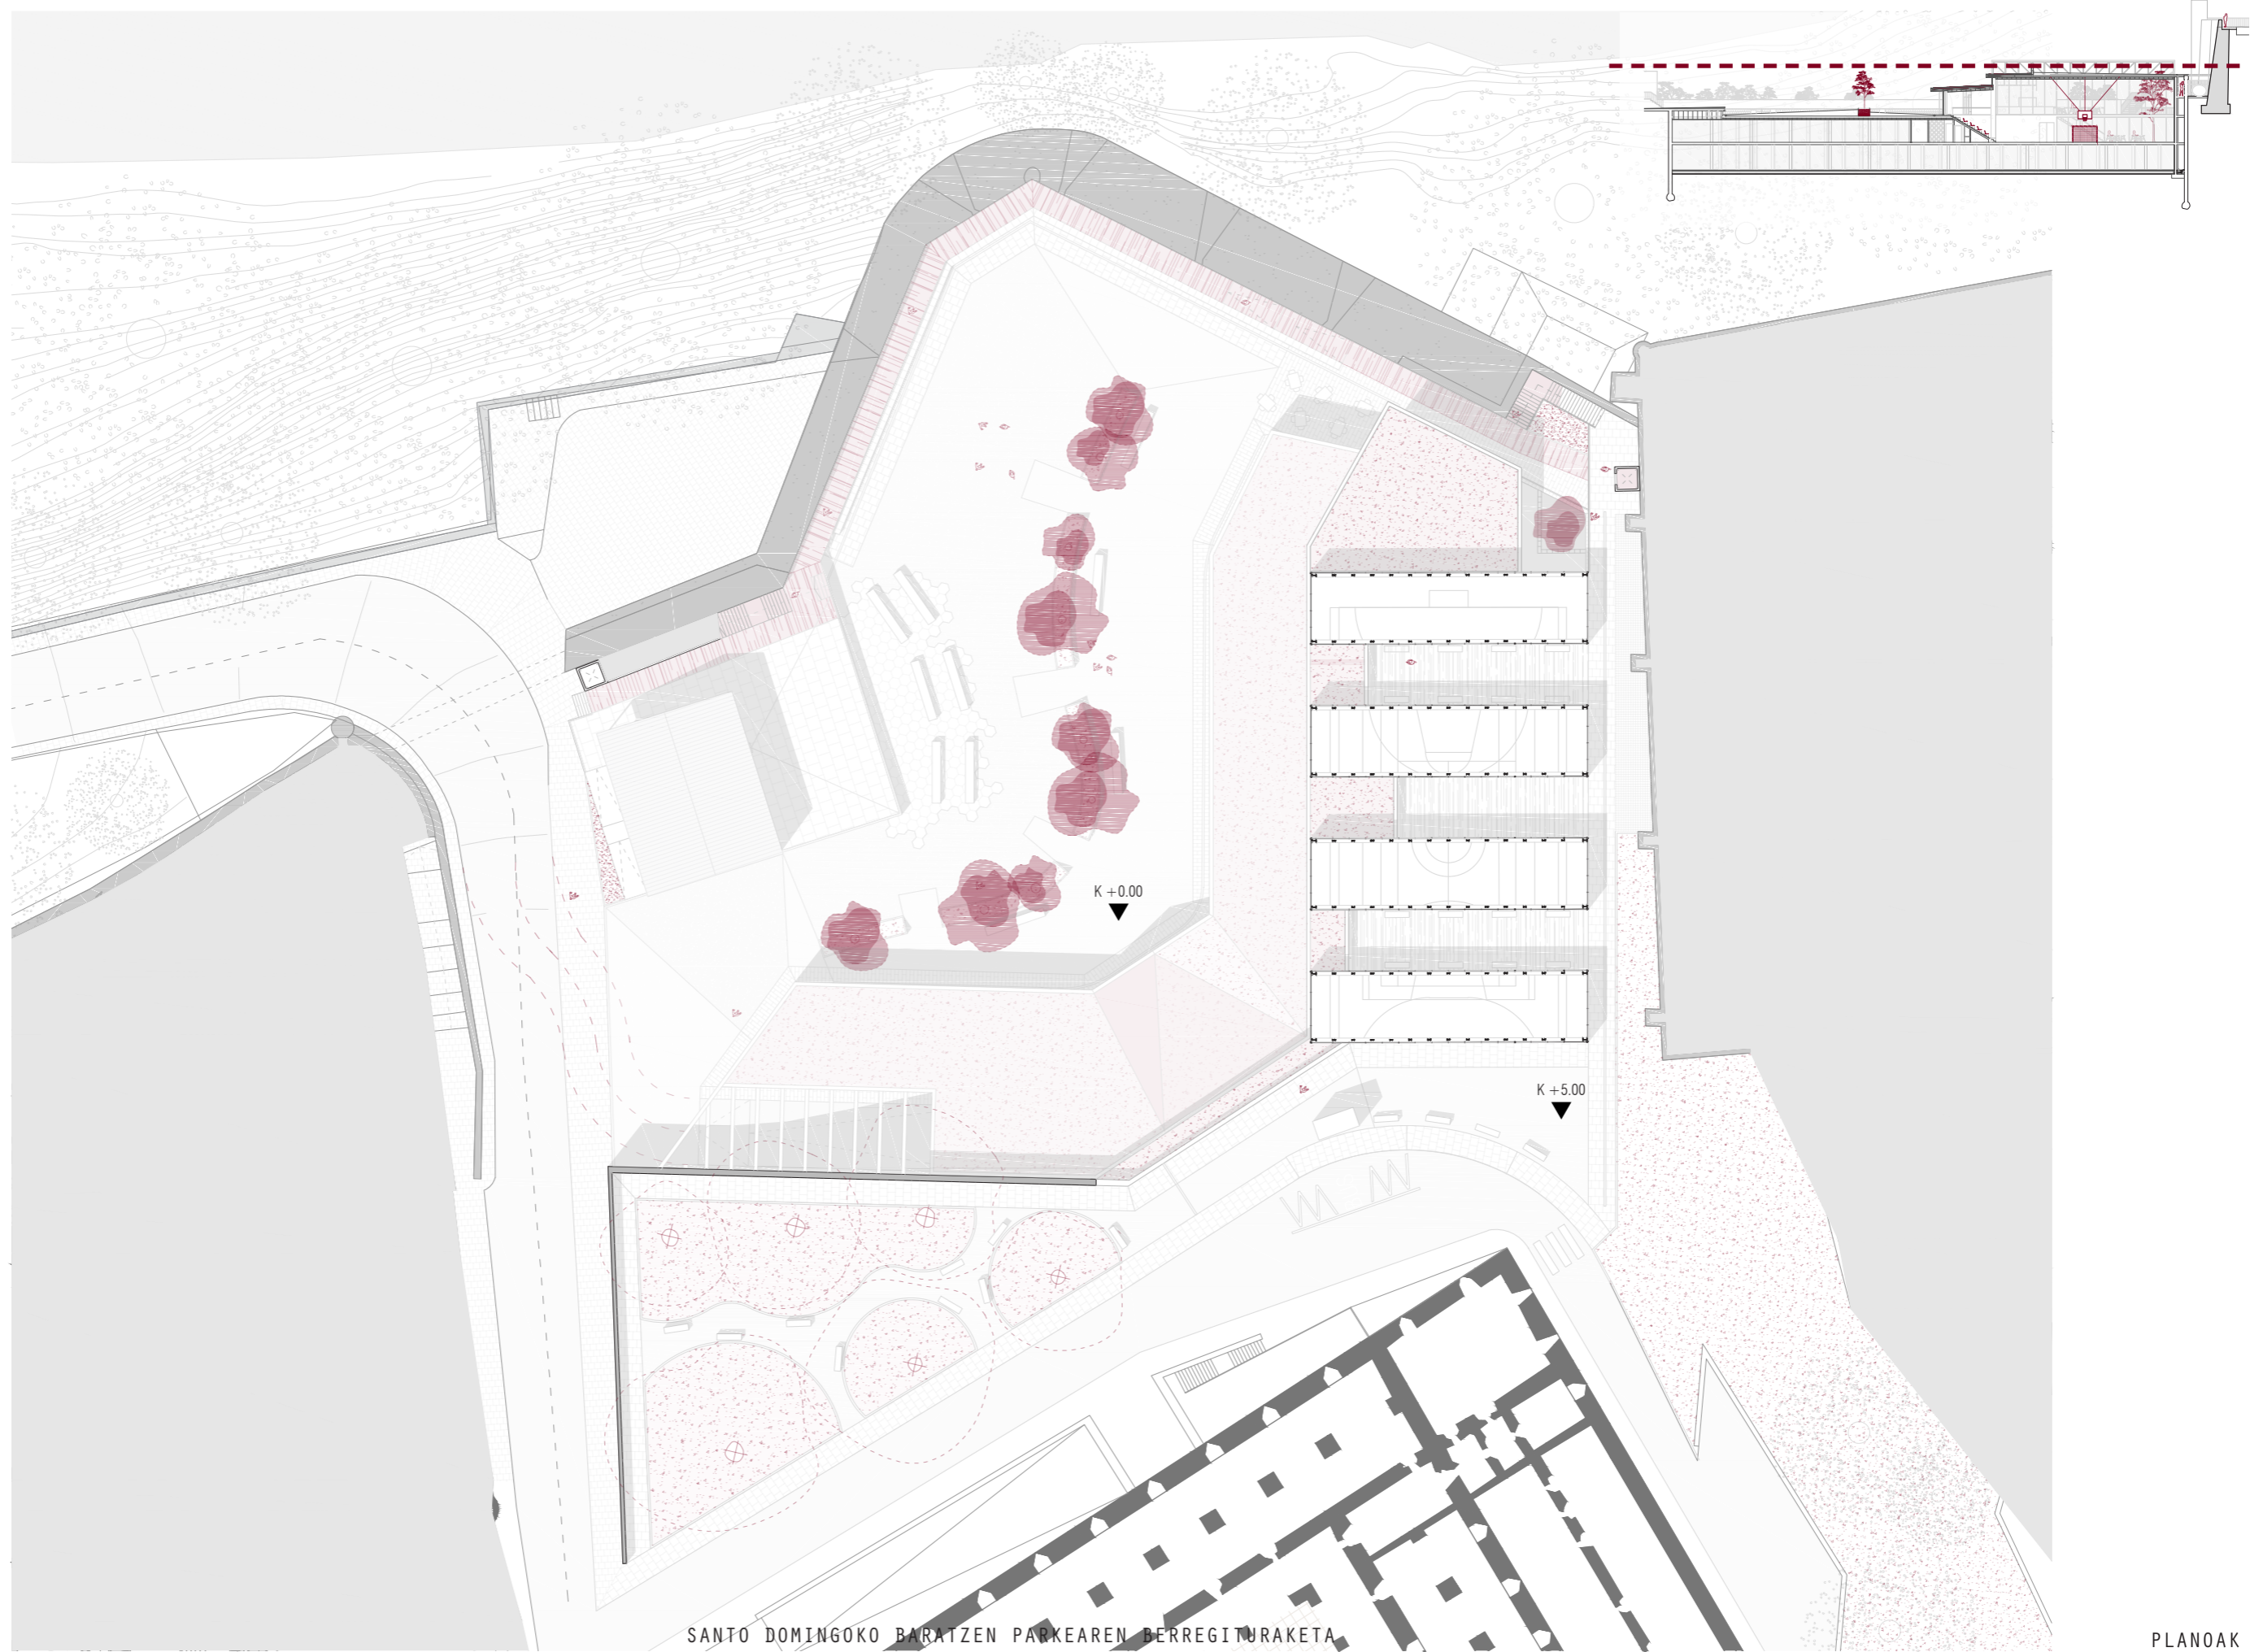 K +0.00
K +5.00
SANTO DOMINGOKO BARATZEN PARKEAREN BERREGITURAKETA
PLANOAK